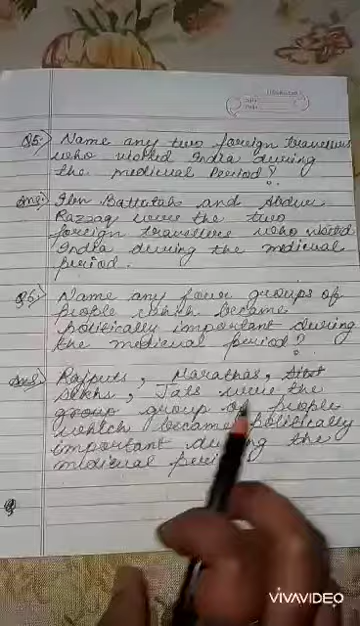 Q5:> Name any two foreign travellers
who visited India during
the medieval Period?
Ans:> Ibn Battutah and Abdur
Razzaq were the two
foreign travellers who visited
India during the medieval
period.
Q6:> Name any four groups of
people which became
politically important during
the medieval period?
Ans:> Rajputs, Marathas,
Sikhs, Jats were the
group group of people
which became politically
important during the
medieval
VIVAVIDEO